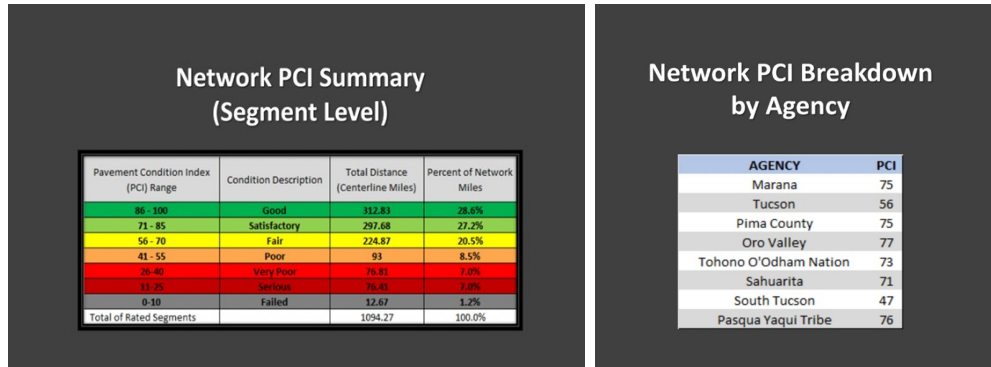 Network PCI Summary
(Segment Level)
Pavement Condition Index (PCI) Range | Condition Description | Total Distance (Centerline Miles) | Percent of Network Miles
86 - 100 | Good | 312.83 | 28.6%
71 - 85 | Satisfactory | 297.68 | 27.2%
56 - 70 | Fair | 224.87 | 20.5%
41 - 55 | Poor | 93 | 8.5%
26-40 | Very Poor | 76.81 | 7.0%
11-25 | Serious | 76.41 | 7.0%
0-10 | Failed | 12.67 | 1.2%
Total of Rated Segments | 1094.27 | 100.0%
Network PCI Breakdown
by Agency
AGENCY | PCI
Marana | 75
Tucson | 56
Pima County | 75
Oro Valley | 77
Tohono O'Odham Nation | 73
Sahuarita | 71
South Tucson | 47
Pasqua Yaqui Tribe | 76